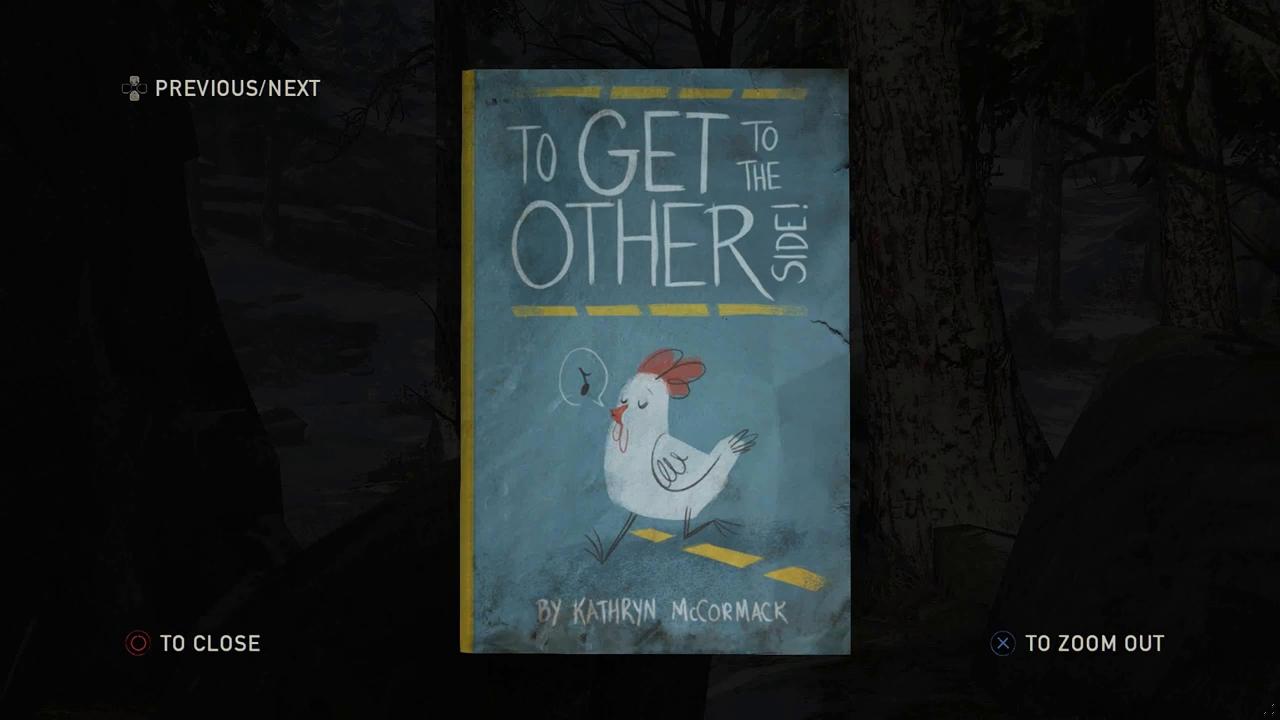 PREVIOUS/NEXT
TO GET TO THE
OTHER SIDE!
BY KATHRYN McCORMACK
TO CLOSE
TO ZOOM OUT